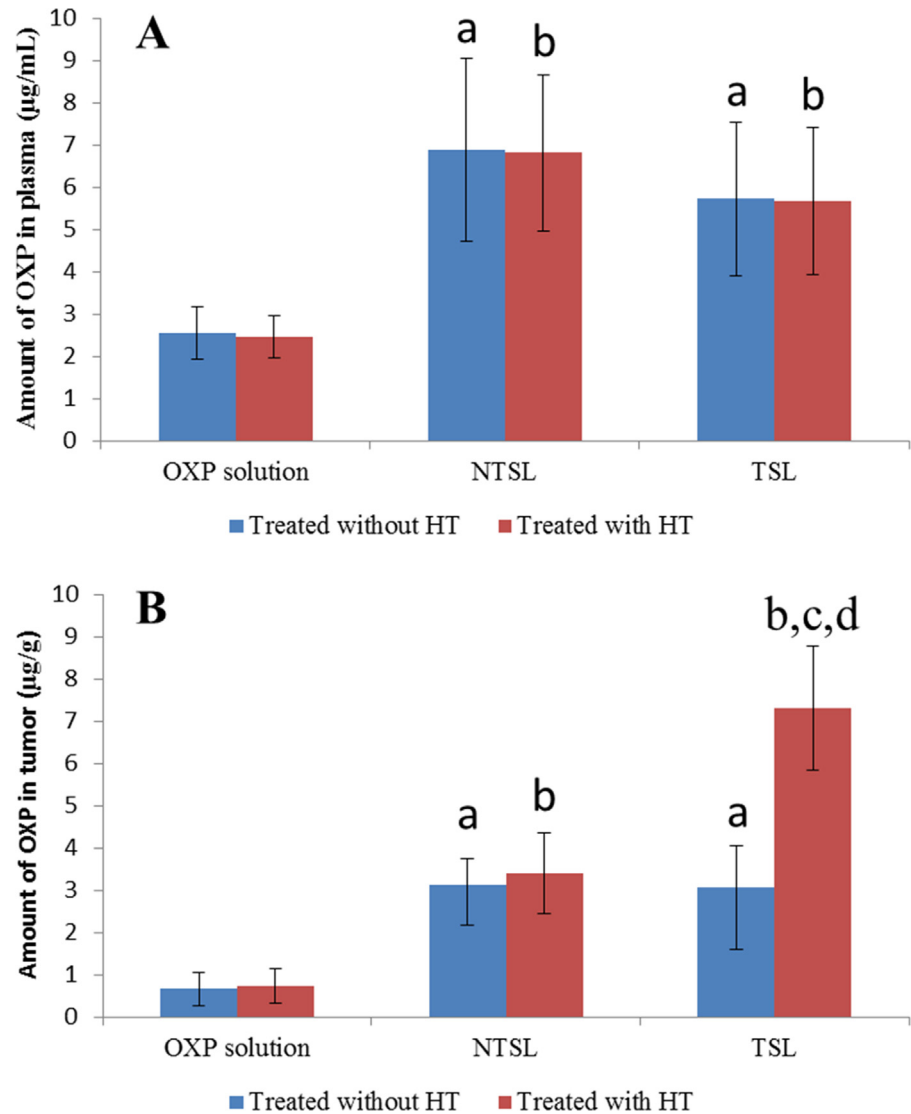 A
Amount of OXP in plasma (µg/mL)
10
9
8
7
6
5
4
3
2
1
0
a
b
a
b
OXP solution
NTSL
TSL
Treated without HT
Treated with HT
B
Amount of OXP in tumor (µg/g)
10
9
8
7
6
5
4
3
2
1
0
a
b
a
b,c,d
OXP solution
NTSL
TSL
Treated without HT
Treated with HT